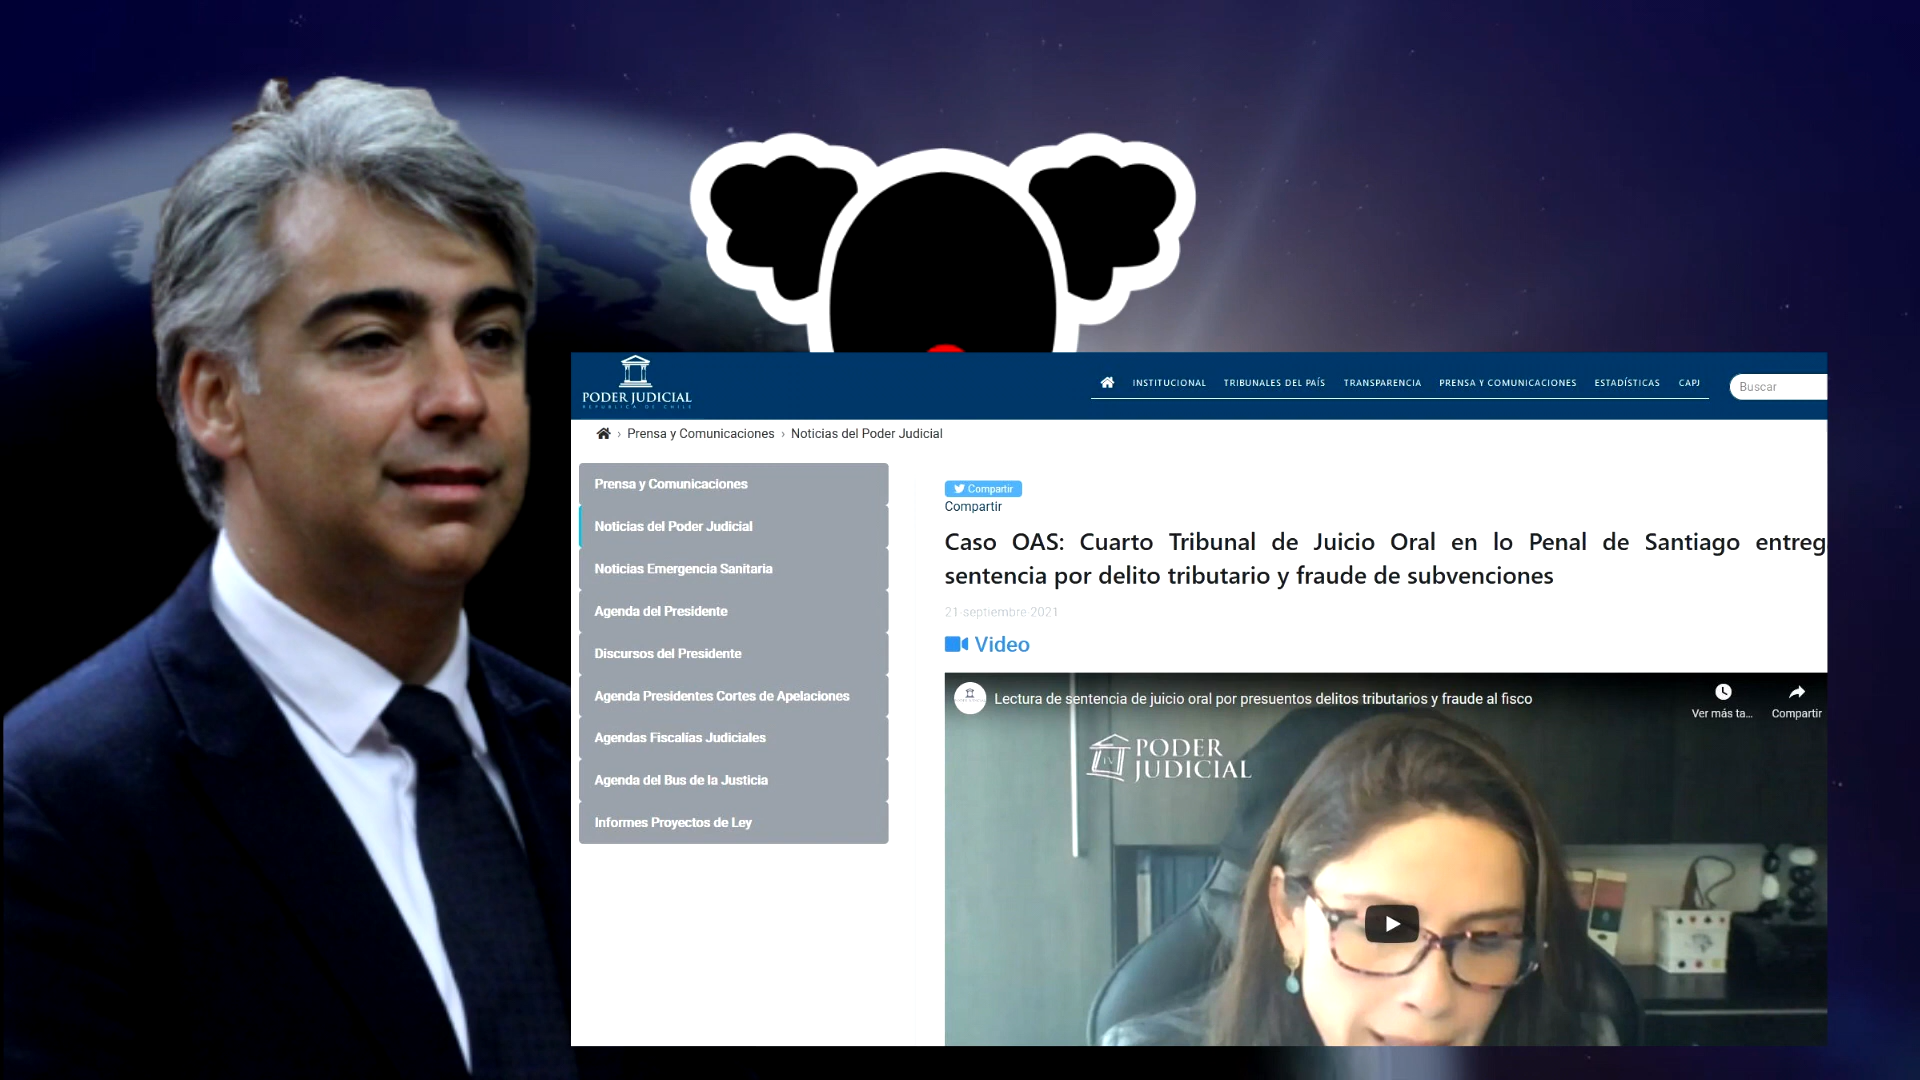 PODER JUDICIAL
REPUBLICA DE CHILE
INSTITUCIONAL
TRIBUNALES DEL PAÍS
TRANSPARENCIA
PRENSA Y COMUNICACIONES
ESTADÍSTICAS
CAPJ
Buscar
› Prensa y Comunicaciones › Noticias del Poder Judicial
Prensa y Comunicaciones
Noticias del Poder Judicial
Noticias Emergencia Sanitaria
Agenda del Presidente
Discursos del Presidente
Agenda Presidentes Cortes de Apelaciones
Agendas Fiscalías Judiciales
Agenda del Bus de la Justicia
Informes Proyectos de Ley
Compartir
Compartir
Caso OAS: Cuarto Tribunal de Juicio Oral en lo Penal de Santiago entreg
sentencia por delito tributario y fraude de subvenciones
21-septiembre-2021
Video
Lectura de sentencia de juicio oral por presuentos delitos tributarios y fraude al fisco
Ver más ta...
Compartir
PODER
JUDICIAL